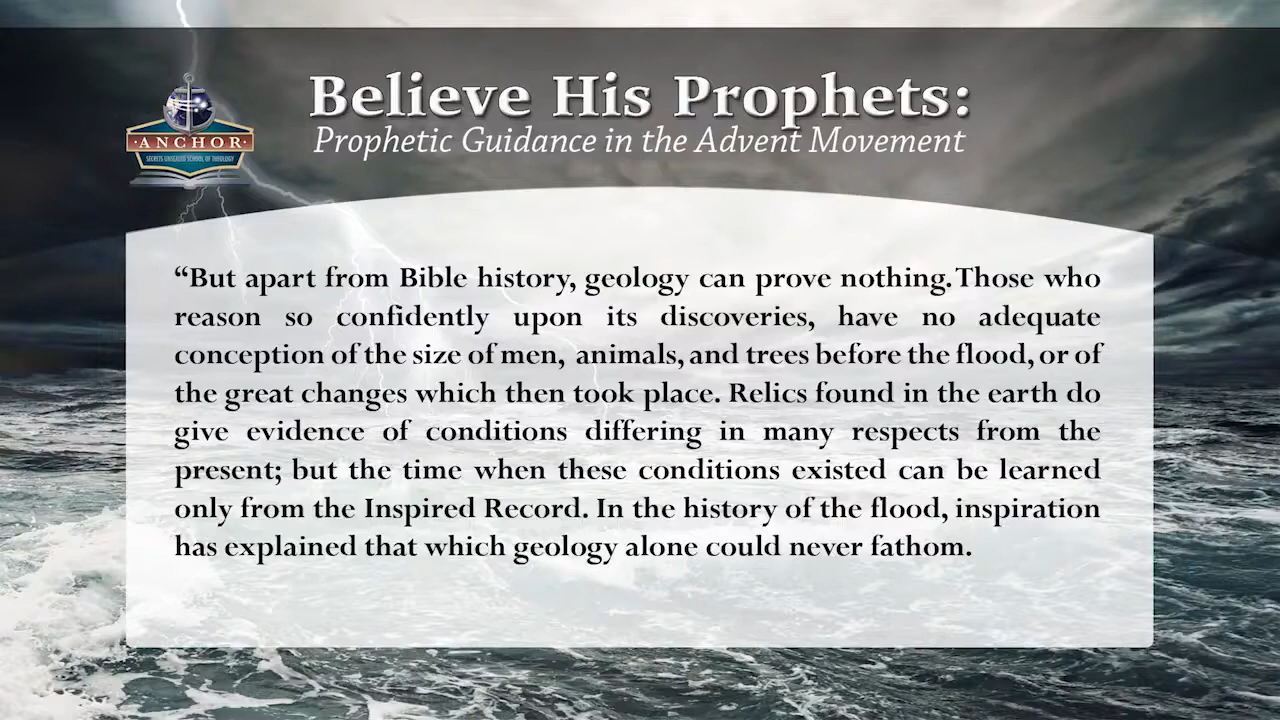 Believe His Prophets:
Prophetic Guidance in the Advent Movement
·ANCHOR·
SECRETS UNSEALED SCHOOL OF THEOLOGY
“But apart from Bible history, geology can prove nothing. Those who
reason so confidently upon its discoveries, have no adequate
conception of the size of men, animals, and trees before the flood, or of
the great changes which then took place. Relics found in the earth do
give evidence of conditions differing in many respects from the
present; but the time when these conditions existed can be learned
only from the Inspired Record. In the history of the flood, inspiration
has explained that which geology alone could never fathom.